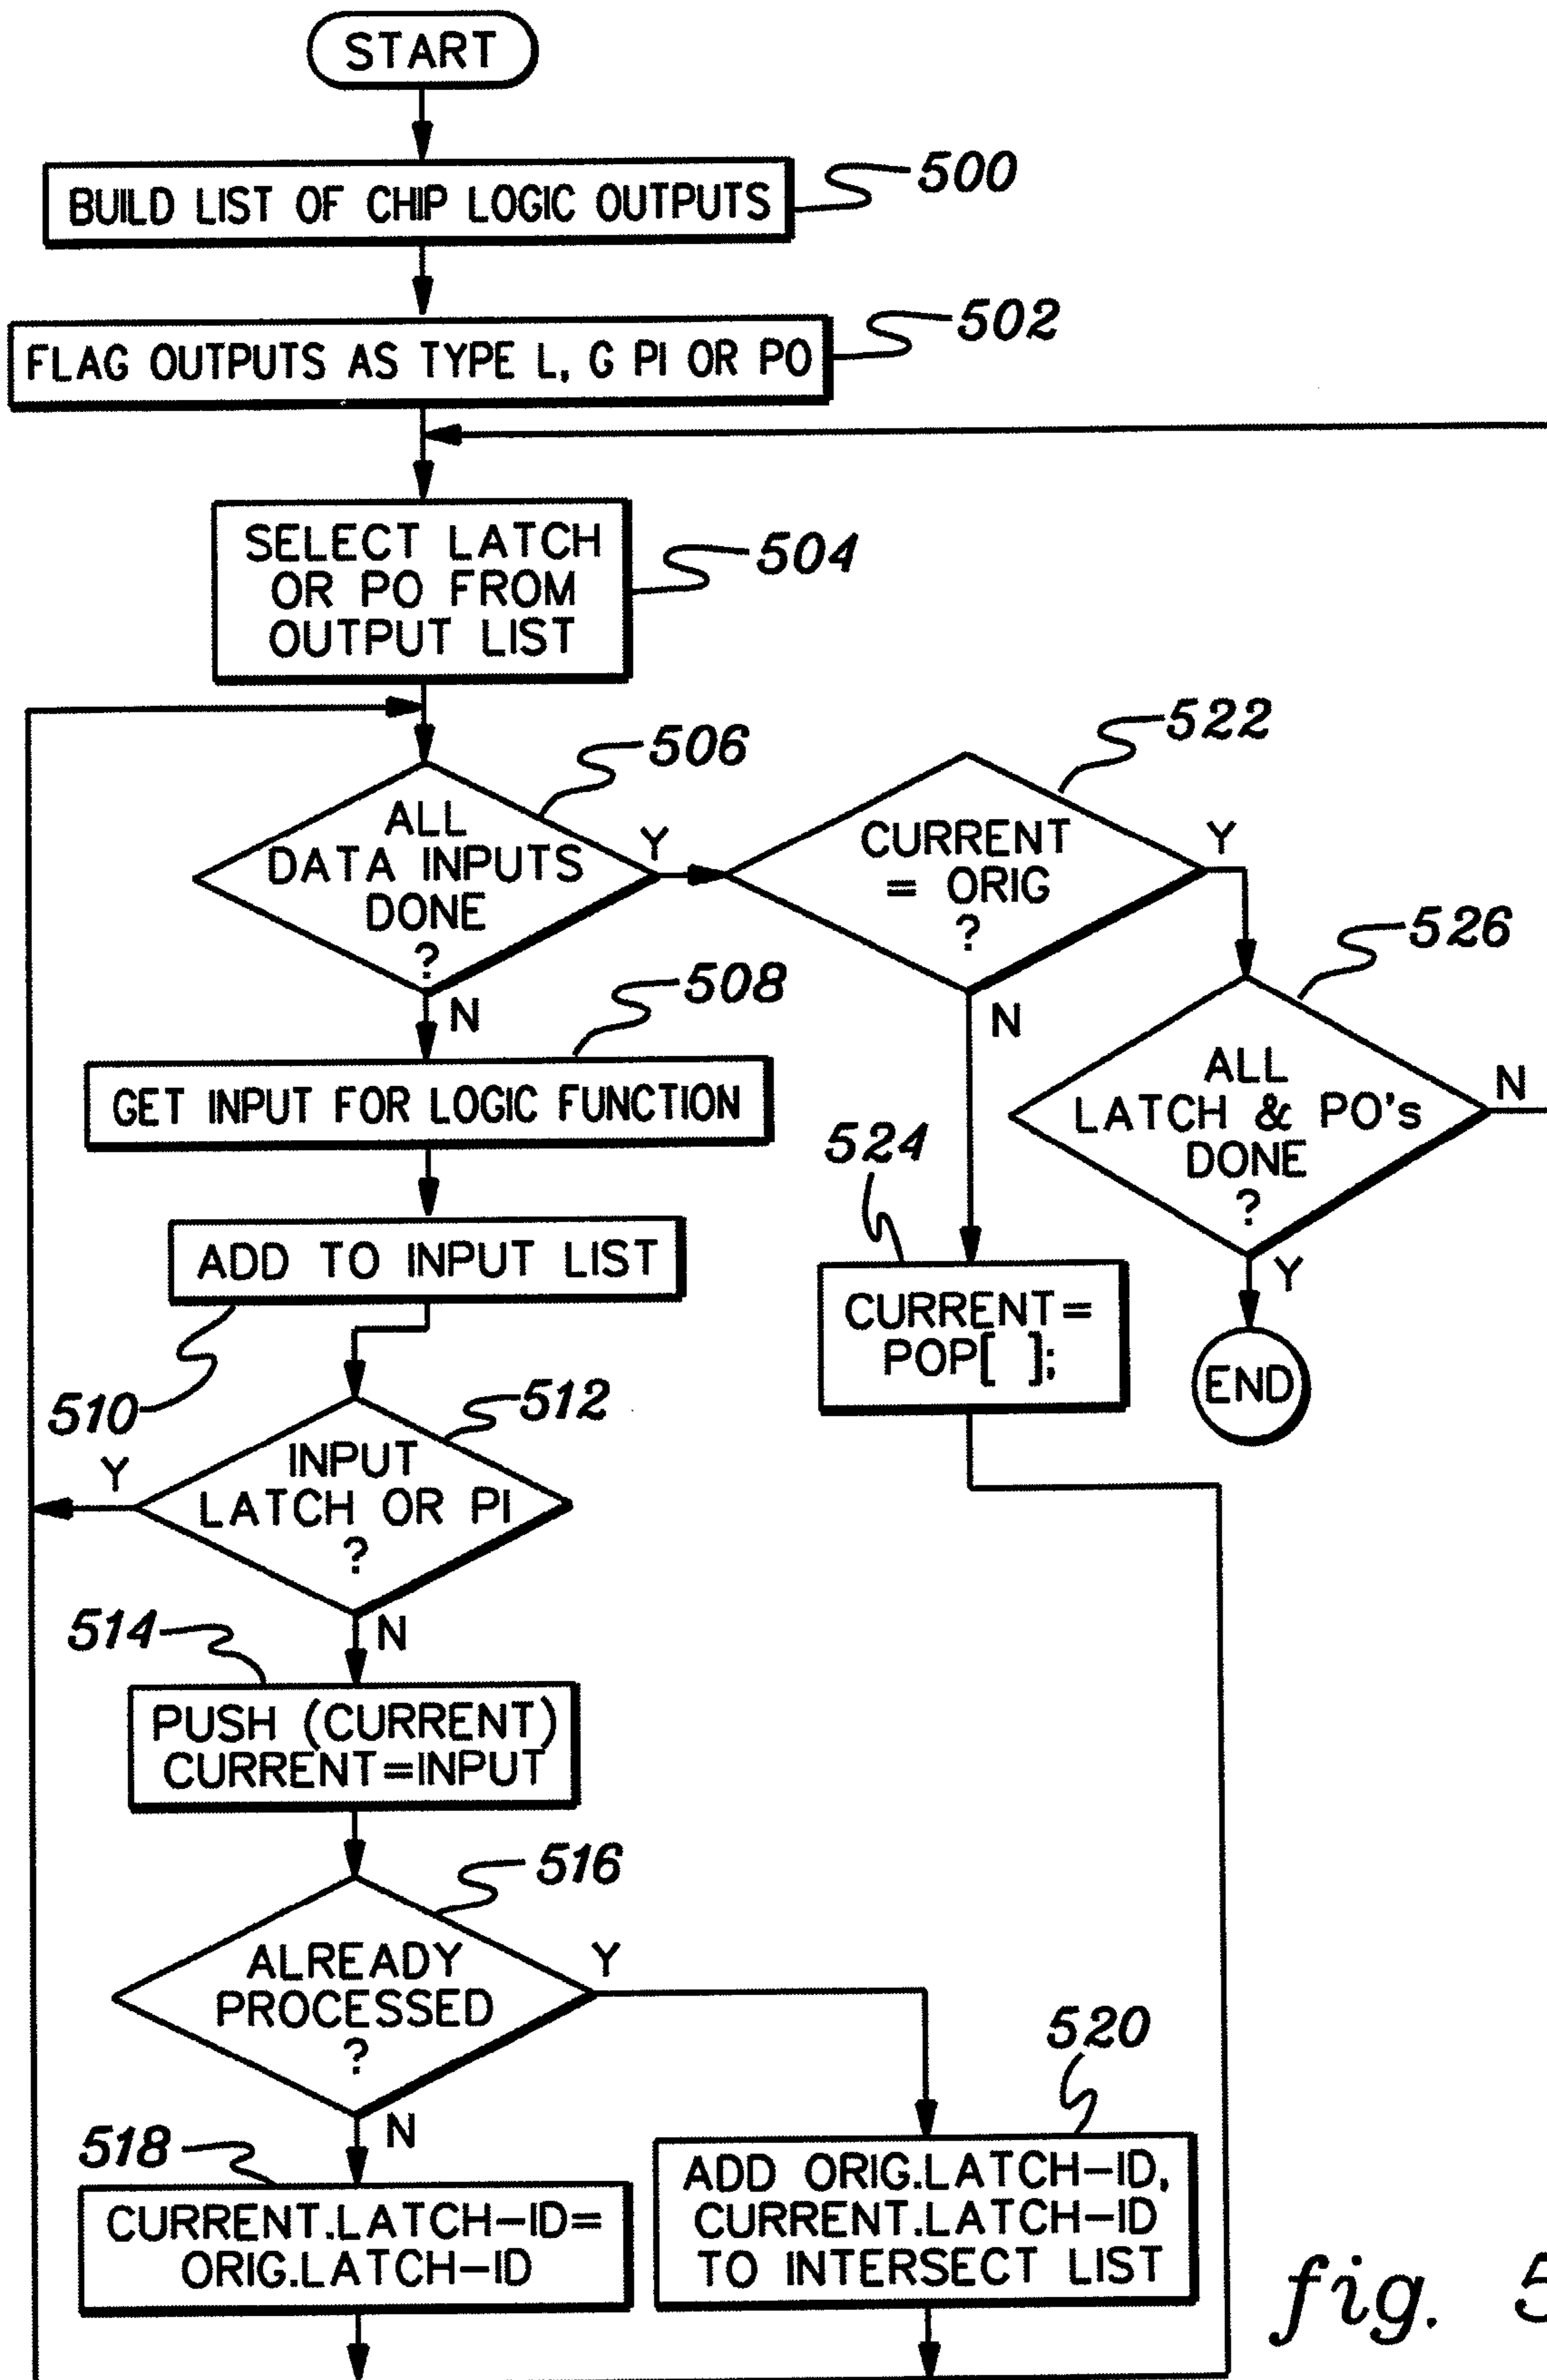 START
BUILD LIST OF CHIP LOGIC OUTPUTS
500
FLAG OUTPUTS AS TYPE L, G PI OR PO
502
SELECT LATCH
OR PO FROM
OUTPUT LIST
504
ALL
DATA INPUTS
DONE
?
506
Y
N
CURRENT
= ORIG
?
522
Y
N
ALL
LATCH & PO's
DONE
?
526
N
Y
END
GET INPUT FOR LOGIC FUNCTION
508
ADD TO INPUT LIST
510
CURRENT=
POP[ ];
524
INPUT
LATCH OR PI
?
512
Y
N
PUSH (CURRENT)
CURRENT=INPUT
514
ALREADY
PROCESSED
?
516
Y
N
CURRENT.LATCH-ID=
ORIG.LATCH-ID
518
ADD ORIG.LATCH-ID,
CURRENT.LATCH-ID
TO INTERSECT LIST
520
fig. 5